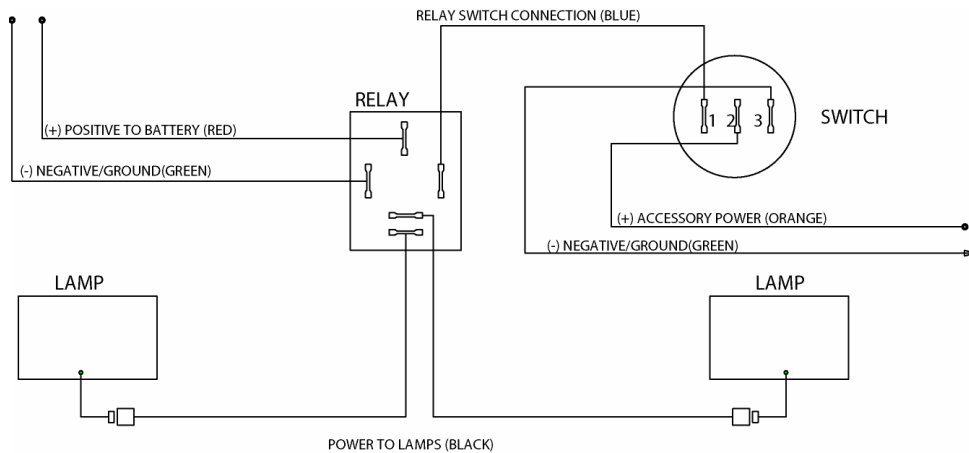 RELAY SWITCH CONNECTION (BLUE)
RELAY
SWITCH
1 2 3
(+) POSITIVE TO BATTERY (RED)
(-) NEGATIVE/GROUND(GREEN)
(+) ACCESSORY POWER (ORANGE)
(-) NEGATIVE/GROUND(GREEN)
LAMP
LAMP
POWER TO LAMPS (BLACK)